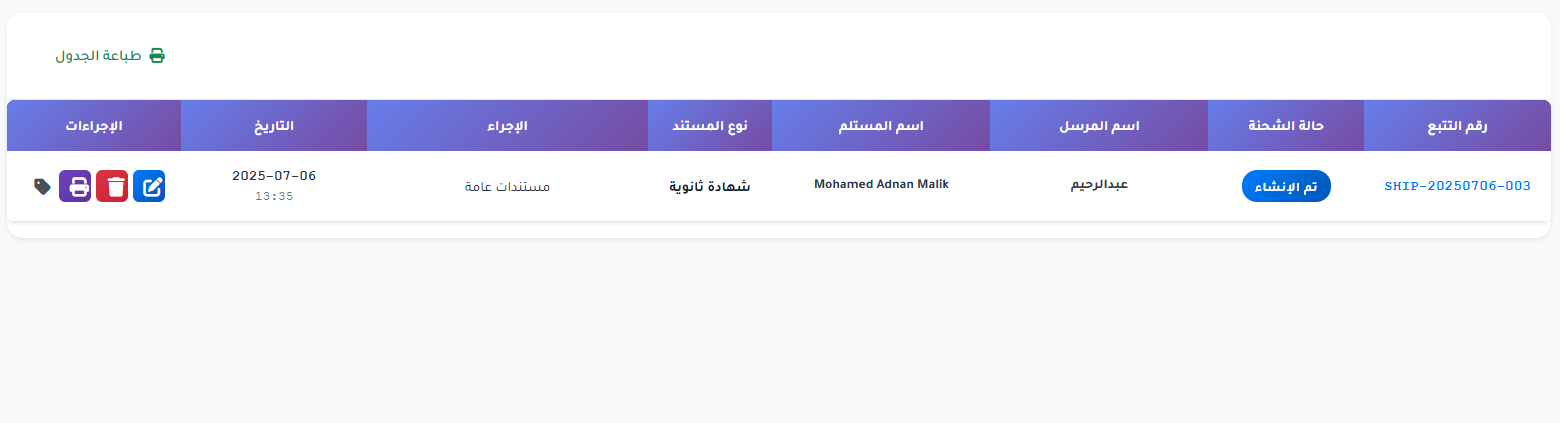 طباعة الجدول
رقم التتبع حالة الشحنة اسم المرسل اسم المستلم نوع المستند الإجراء التاريخ الإجراءات
SHIP-20250706-003 تم الإنشاء عبدالرحيم Mohamed Adnan Malik شهادة ثانوية مستندات عامة 2025-07-06
13:35